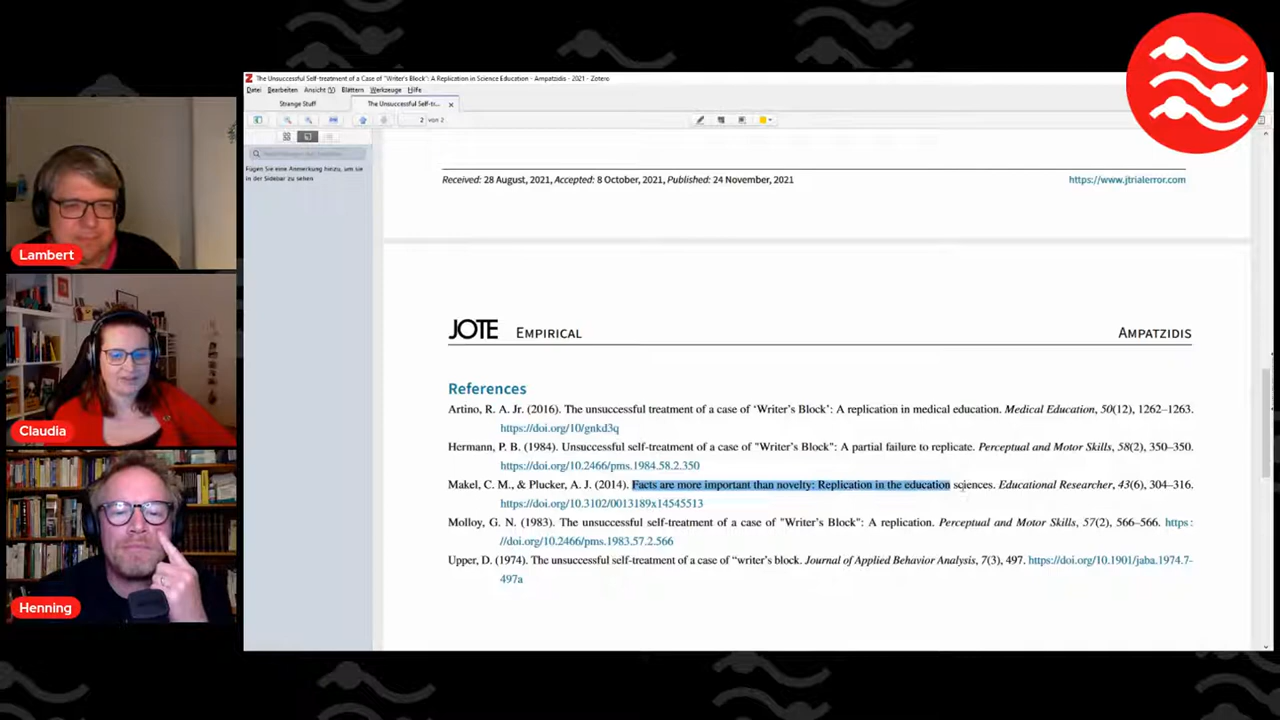 The Unsuccessful Self-treatment of a Case of "Writer's Block": A Replication in Science Education - Ampatzidis - 2021 - Zotero
Datei Bearbeiten Ansicht (V) Blättern Werkzeuge Hilfe
Strange Stuff The Unsuccessful Self-tr...
2 von 2
Fügen Sie eine Anmerkung hinzu, um sie
in der Sidebar zu sehen
Received: 28 August, 2021, Accepted: 8 October, 2021, Published: 24 November, 2021 https://www.jtrialerror.com
JOTE EMPIRICAL AMPATZIDIS
References
Artino, R. A. Jr. (2016). The unsuccessful treatment of a case of ‘Writer’s Block’: A replication in medical education. Medical Education, 50(12), 1262–1263.
https://doi.org/10/gnkd3q
Hermann, P. B. (1984). Unsuccessful self-treatment of a case of "Writer's Block": A partial failure to replicate. Perceptual and Motor Skills, 58(2), 350–350.
https://doi.org/10.2466/pms.1984.58.2.350
Makel, C. M., & Plucker, A. J. (2014). Facts are more important than novelty: Replication in the education sciences. Educational Researcher, 43(6), 304–316.
https://doi.org/10.3102/0013189x14545513
Molloy, G. N. (1983). The unsuccessful self-treatment of a case of "Writer's Block": A replication. Perceptual and Motor Skills, 57(2), 566–566. https:
//doi.org/10.2466/pms.1983.57.2.566
Upper, D. (1974). The unsuccessful self-treatment of a case of “writer’s block. Journal of Applied Behavior Analysis, 7(3), 497. https://doi.org/10.1901/jaba.1974.7-
497a
Lambert
Claudia
Henning